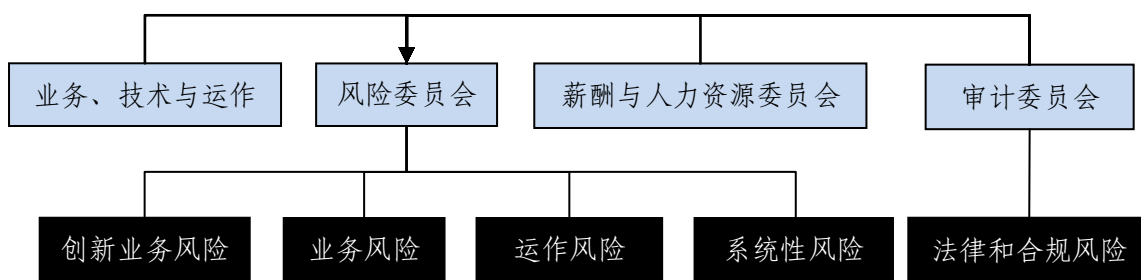 业务、技术与运作
风险委员会
薪酬与人力资源委员会
审计委员会
创新业务风险
业务风险
运作风险
系统性风险
法律和合规风险